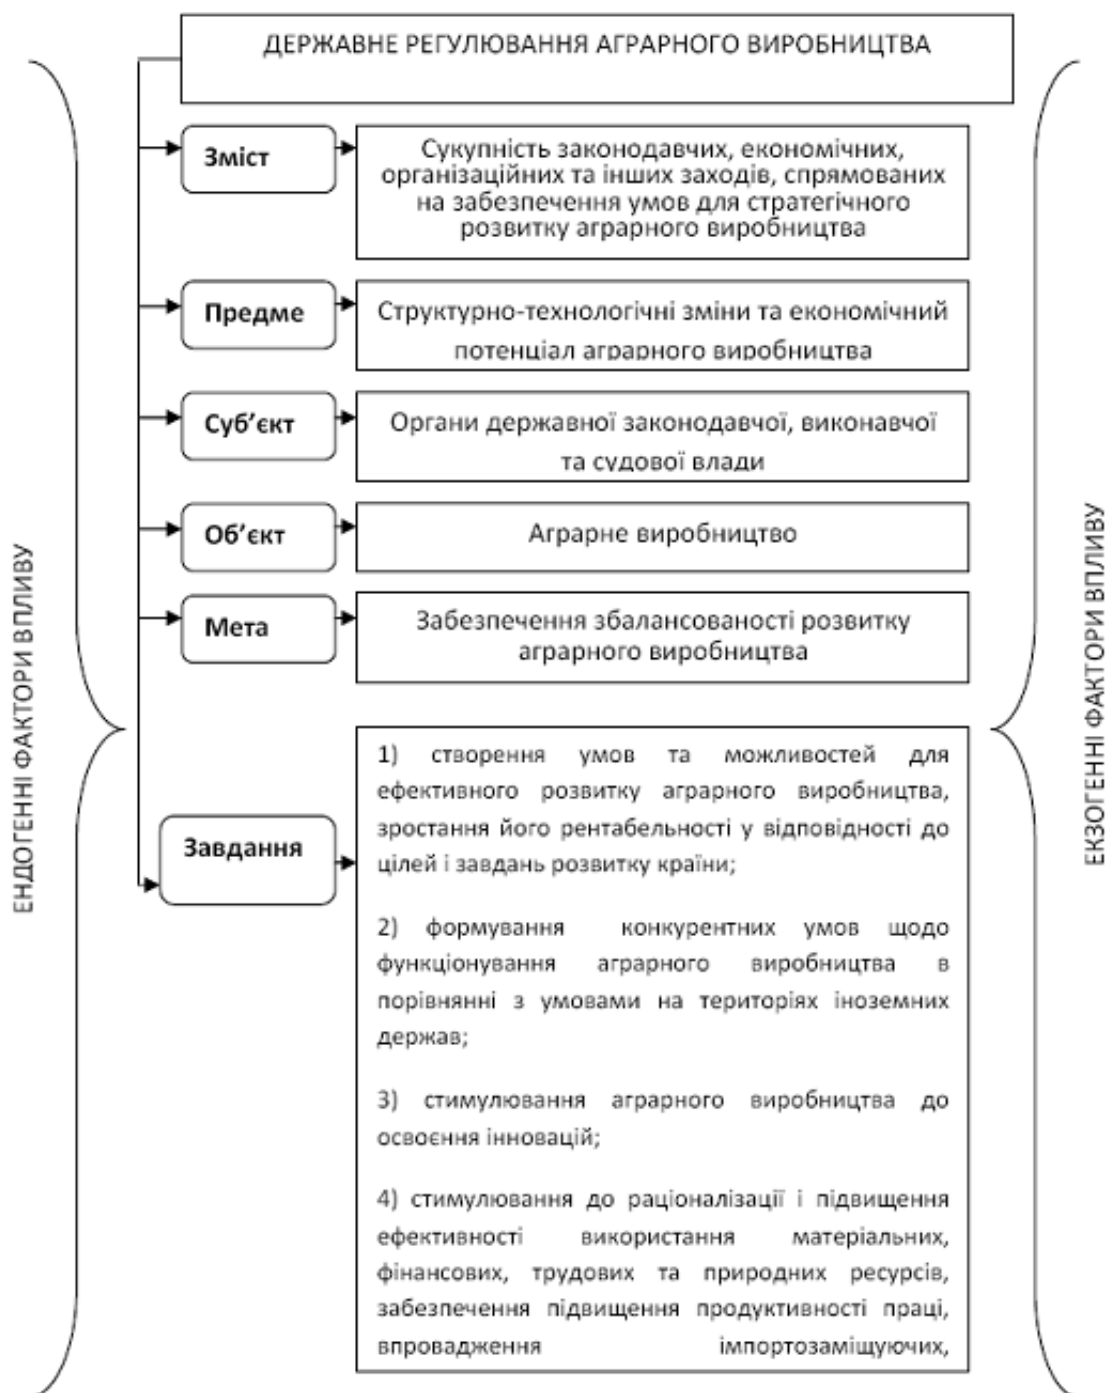 ДЕРЖАВНЕ РЕГУЛЮВАННЯ АГРАРНОГО ВИРОБНИЦТВА
Зміст
Сукупність законодавчих, економічних,
організаційних та інших заходів, спрямованих
на забезпечення умов для стратегічного
розвитку аграрного виробництва
Предме
Структурно-технологічні зміни та економічний
потенціал аграрного виробництва
Суб’єкт
Органи державної законодавчої, виконавчої
та судової влади
Об’єкт
Аграрне виробництво
Мета
Забезпечення збалансованості розвитку
аграрного виробництва
Завдання
1) створення умов та можливостей для
ефективного розвитку аграрного виробництва,
зростання його рентабельності у відповідності до
цілей і завдань розвитку країни;
2) формування конкурентних умов щодо
функціонування аграрного виробництва в
порівнянні з умовами на територіях іноземних
держав;
3) стимулювання аграрного виробництва до
освоєння інновацій;
4) стимулювання до раціоналізації і підвищення
ефективності використання матеріальних,
фінансових, трудових та природних ресурсів,
забезпечення підвищення продуктивності праці,
впровадження імпортозаміщуючих,
ЕНДОГЕННІ ФАКТОРИ ВПЛИВУ
ЕКЗОГЕННІ ФАКТОРИ ВПЛИВУ